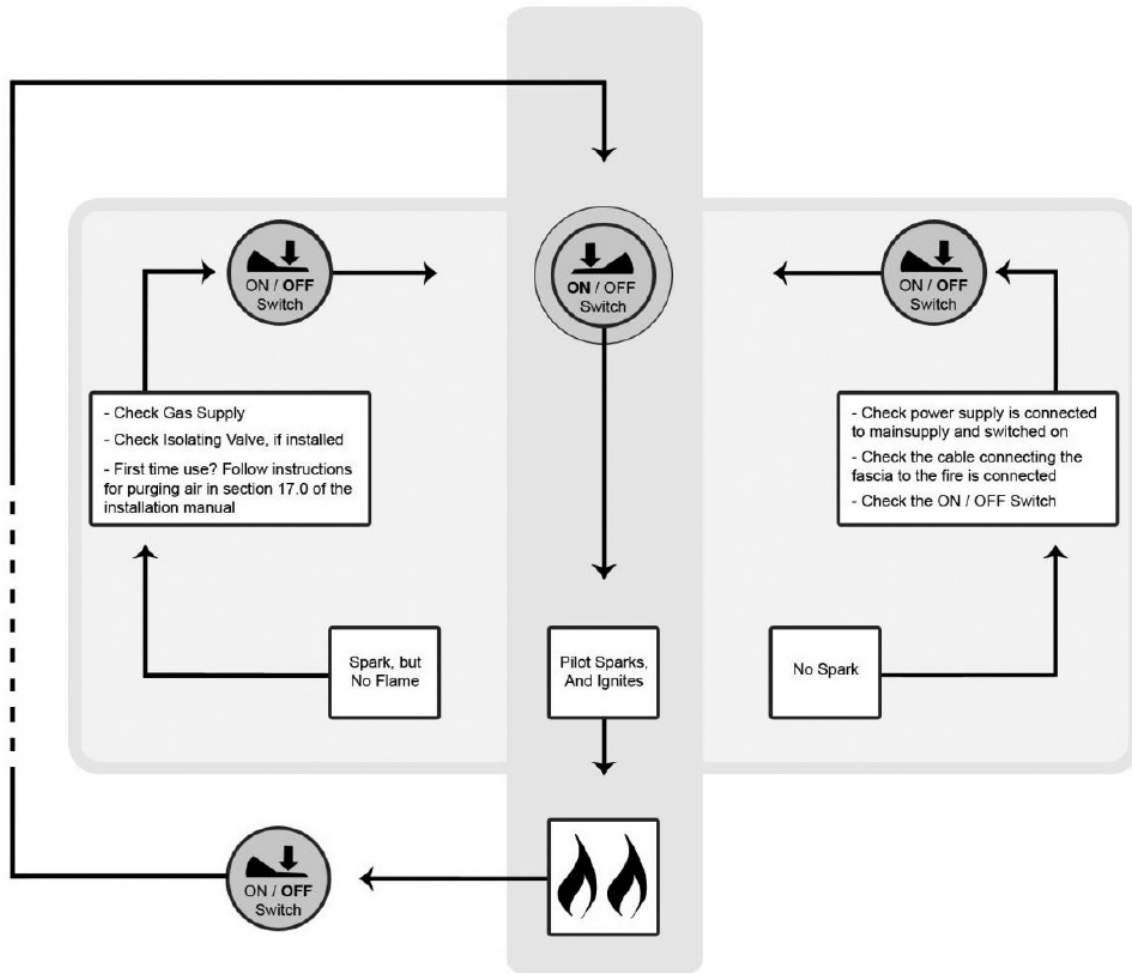 ON / OFF
Switch
ON / OFF
Switch
ON / OFF
Switch
- Check Gas Supply
- Check Isolating Valve, if installed
- First time use? Follow instructions
for purging air in section 17.0 of the
installation manual
- Check power supply is connected
to mainsupply and switched on
- Check the cable connecting the
fascia to the fire is connected
- Check the ON / OFF Switch
Spark, but
No Flame
Pilot Sparks,
And Ignites
No Spark
ON / OFF
Switch